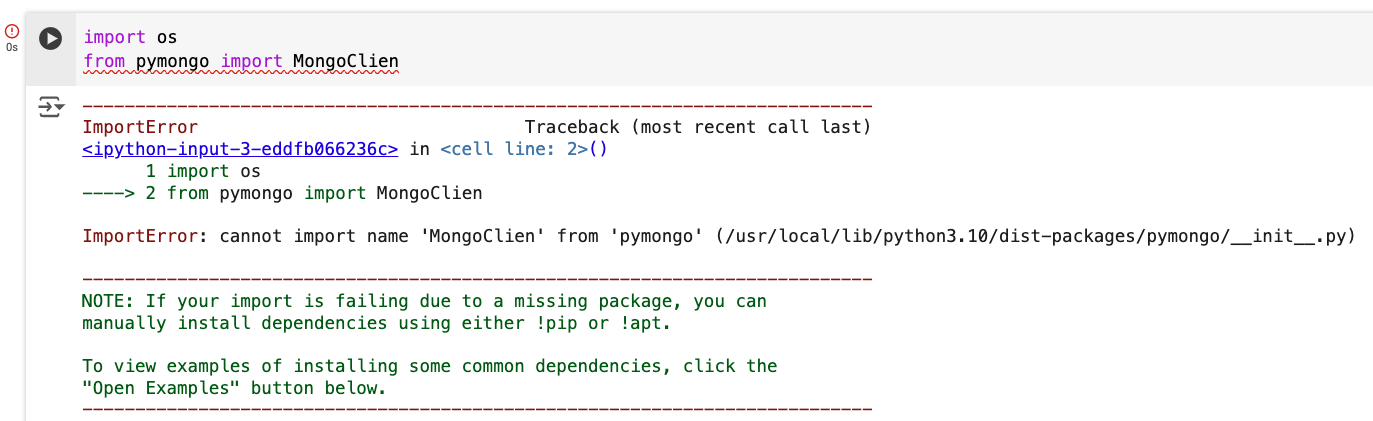 import os
0s
from pymongo import MongoClien
---------------------------------------------------------------------------
ImportError                               Traceback (most recent call last)
<ipython-input-3-eddfb066236c> in <cell line: 2>()
      1 import os
----> 2 from pymongo import MongoClien

ImportError: cannot import name 'MongoClien' from 'pymongo' (/usr/local/lib/python3.10/dist-packages/pymongo/__init__.py)

---------------------------------------------------------------------------
NOTE: If your import is failing due to a missing package, you can
manually install dependencies using either !pip or !apt.

To view examples of installing some common dependencies, click the
"Open Examples" button below.
---------------------------------------------------------------------------